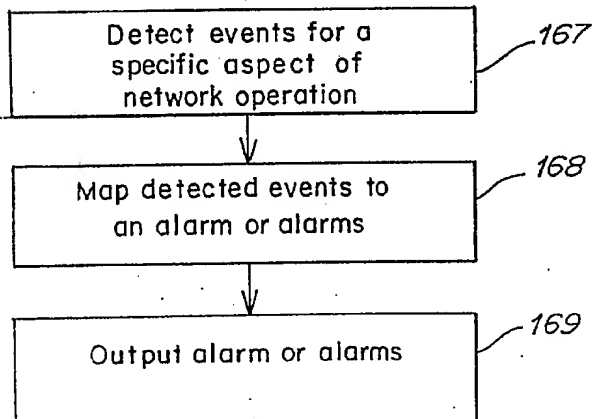 Detect events for a
specific aspect of
network operation
167
Map detected events to
an alarm or alarms
168
Output alarm or alarms
169